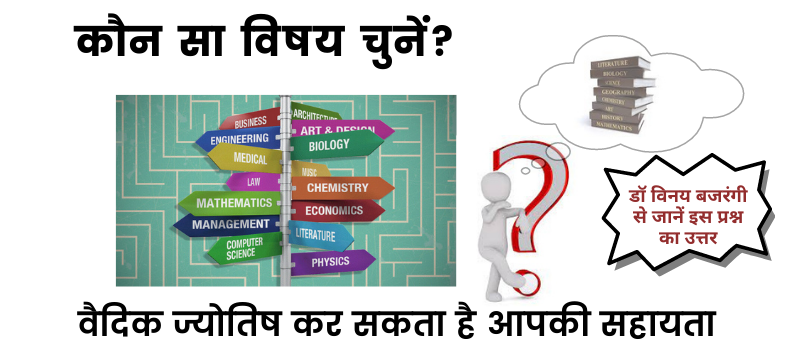 कौन सा विषय चुनें?
BUSINESS
ENGINEERING
MEDICAL
LAW
MATHEMATICS
MANAGEMENT
COMPUTER
SCIENCE
ARCHITECTURE
ART & DESIGN
BIOLOGY
MUSIC
CHEMISTRY
ECONOMICS
LITERATURE
PHYSICS
LITERATURE
BIOLOGY
SCIENCE
GEOGRAPHY
CHEMISTRY
ART
HISTORY
MATHEMATICS
डॉ विनय बजरंगी
से जानें इस प्रश्न
का उत्तर
वैदिक ज्योतिष कर सकता है आपकी सहायता